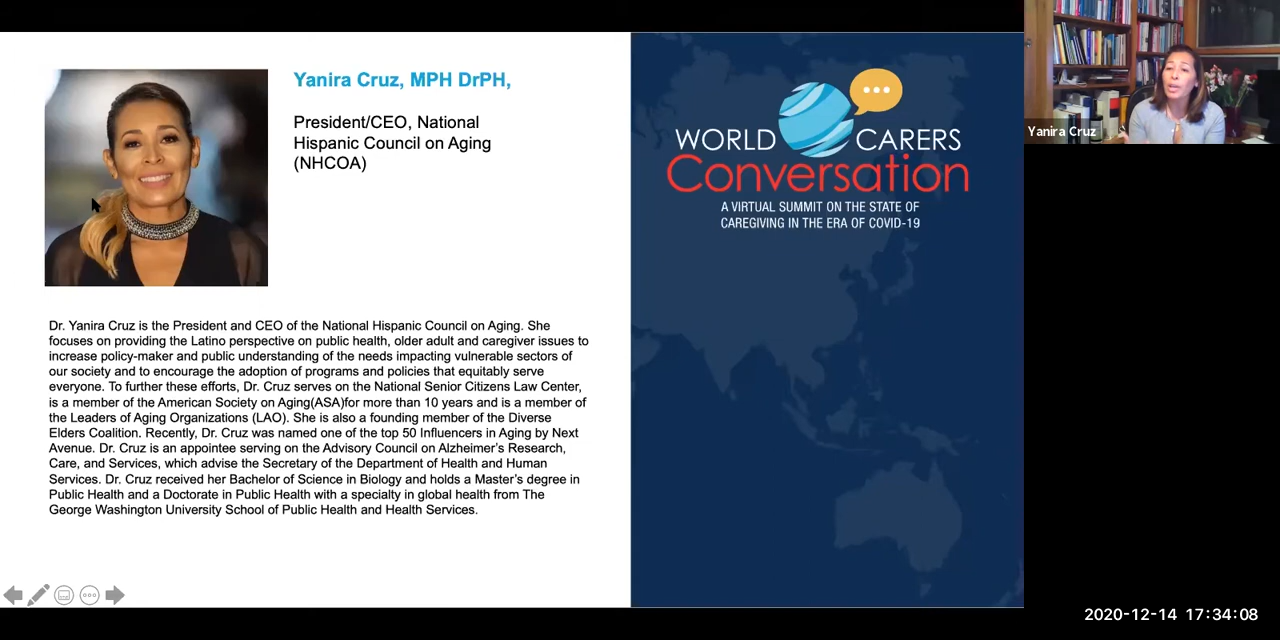 Yanira Cruz, MPH DrPH,
President/CEO, National
Hispanic Council on Aging
(NHCOA)
Dr. Yanira Cruz is the President and CEO of the National Hispanic Council on Aging. She
focuses on providing the Latino perspective on public health, older adult and caregiver issues to
increase policy-maker and public understanding of the needs impacting vulnerable sectors of
our society and to encourage the adoption of programs and policies that equitably serve
everyone. To further these efforts, Dr. Cruz serves on the National Senior Citizens Law Center,
is a member of the American Society on Aging(ASA)for more than 10 years and is a member of
the Leaders of Aging Organizations (LAO). She is also a founding member of the Diverse
Elders Coalition. Recently, Dr. Cruz was named one of the top 50 Influencers in Aging by Next
Avenue. Dr. Cruz is an appointee serving on the Advisory Council on Alzheimer's Research,
Care, and Services, which advise the Secretary of the Department of Health and Human
Services. Dr. Cruz received her Bachelor of Science in Biology and holds a Master's degree in
Public Health and a Doctorate in Public Health with a specialty in global health from The
George Washington University School of Public Health and Health Services.
WORLD CARERS
Conversation
A VIRTUAL SUMMIT ON THE STATE OF
CAREGIVING IN THE ERA OF COVID-19
Yanira Cruz
2020-12-14 17:34:08